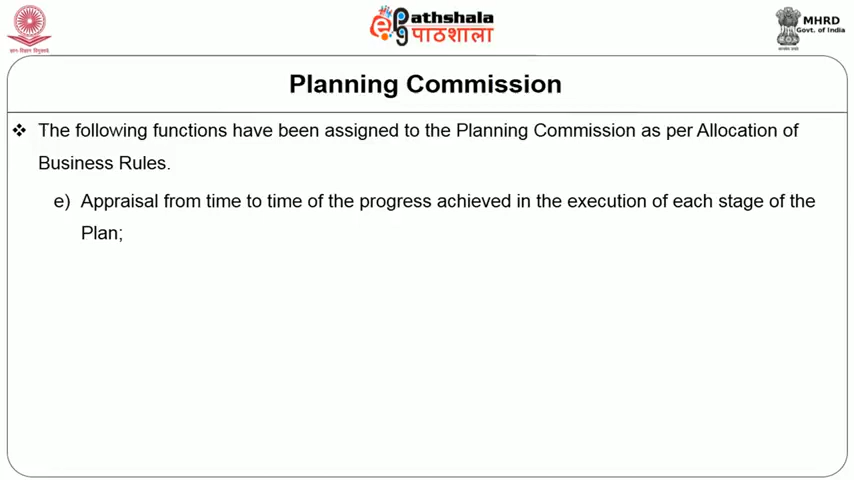 ePathshala
पाठशाला
MHRD
Govt. of India
Planning Commission
❖ The following functions have been assigned to the Planning Commission as per Allocation of
Business Rules.
e) Appraisal from time to time of the progress achieved in the execution of each stage of the
Plan;